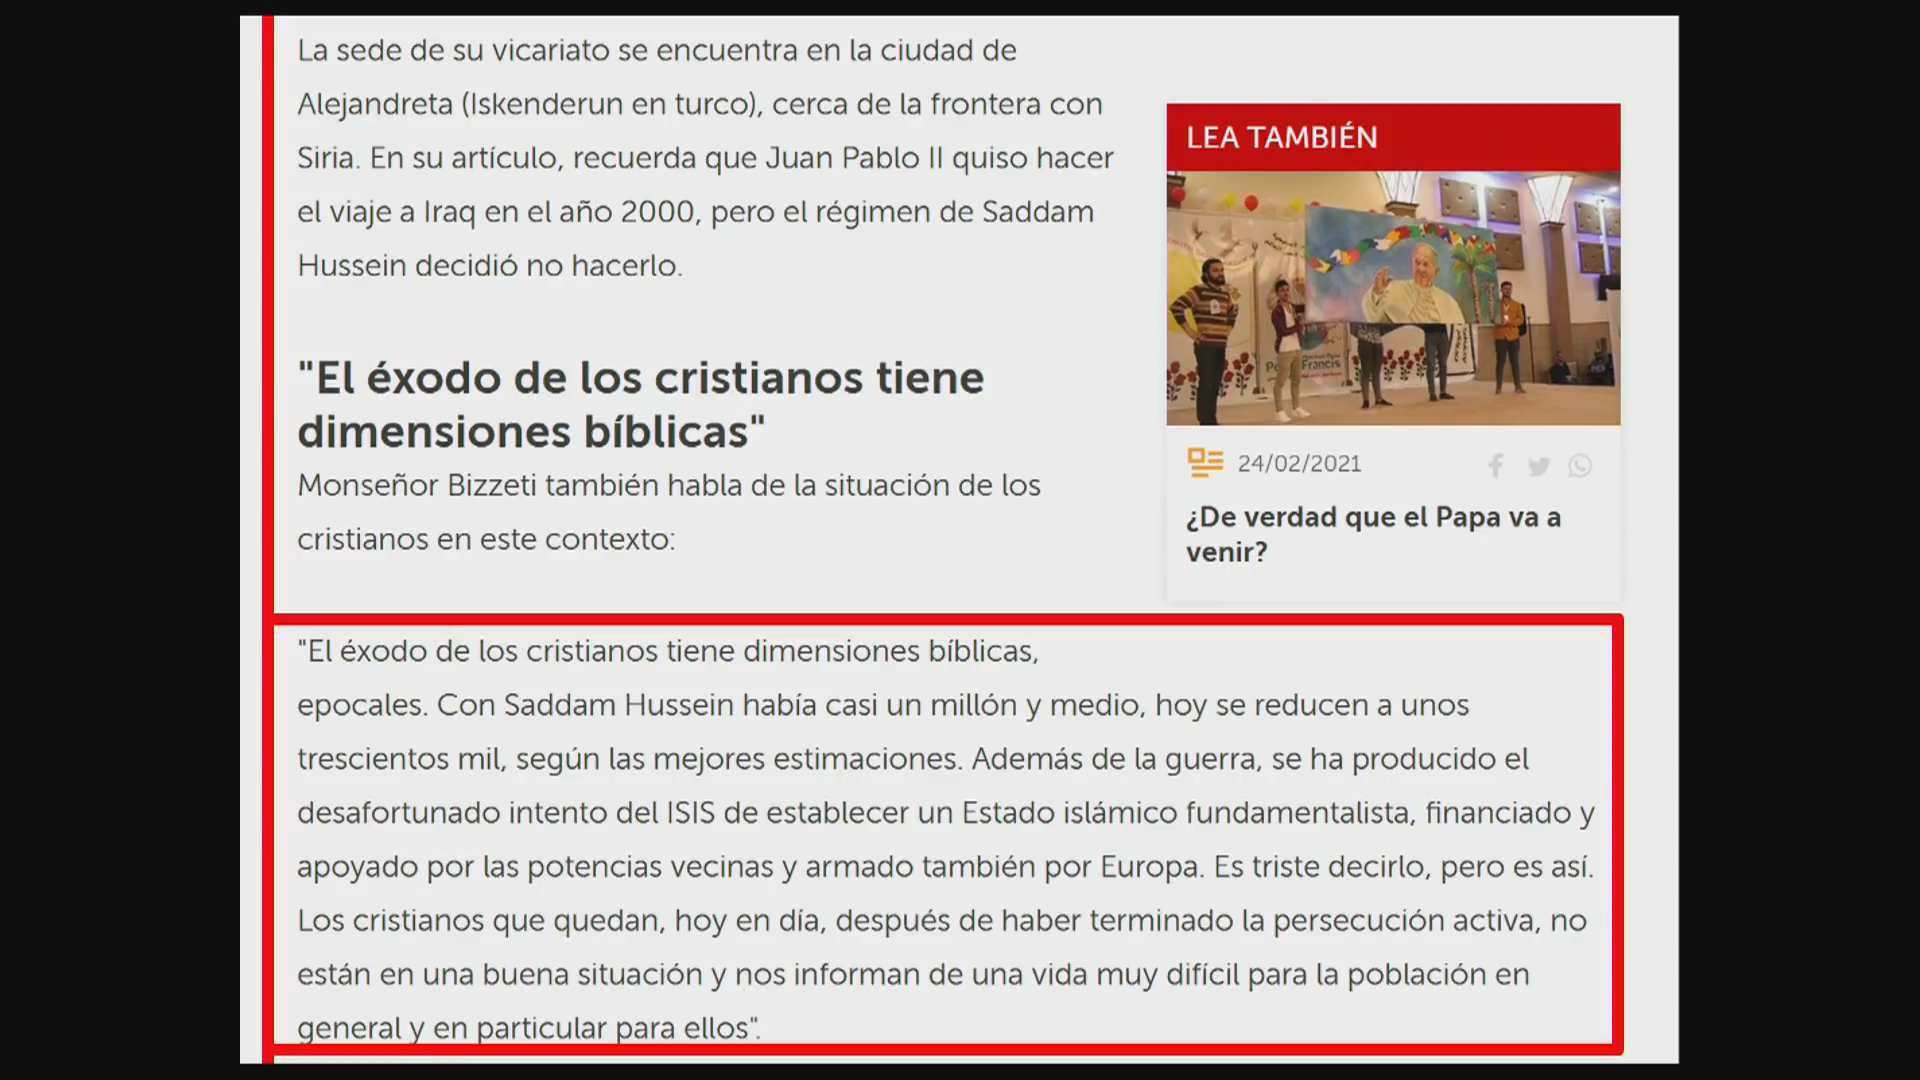 La sede de su vicariato se encuentra en la ciudad de
Alejandreta (Iskenderun en turco), cerca de la frontera con
Siria. En su artículo, recuerda que Juan Pablo II quiso hacer
el viaje a Iraq en el año 2000, pero el régimen de Saddam
Hussein decidió no hacerlo.
"El éxodo de los cristianos tiene
dimensiones bíblicas"
Monseñor Bizzeti también habla de la situación de los
cristianos en este contexto:
LEA TAMBIÉN
Francis
24/02/2021
¿De verdad que el Papa va a
venir?
"El éxodo de los cristianos tiene dimensiones bíblicas,
epocales. Con Saddam Hussein había casi un millón y medio, hoy se reducen a unos
trescientos mil, según las mejores estimaciones. Además de la guerra, se ha producido el
desafortunado intento del ISIS de establecer un Estado islámico fundamentalista, financiado y
apoyado por las potencias vecinas y armado también por Europa. Es triste decirlo, pero es así.
Los cristianos que quedan, hoy en día, después de haber terminado la persecución activa, no
están en una buena situación y nos informan de una vida muy difícil para la población en
general y en particular para ellos".